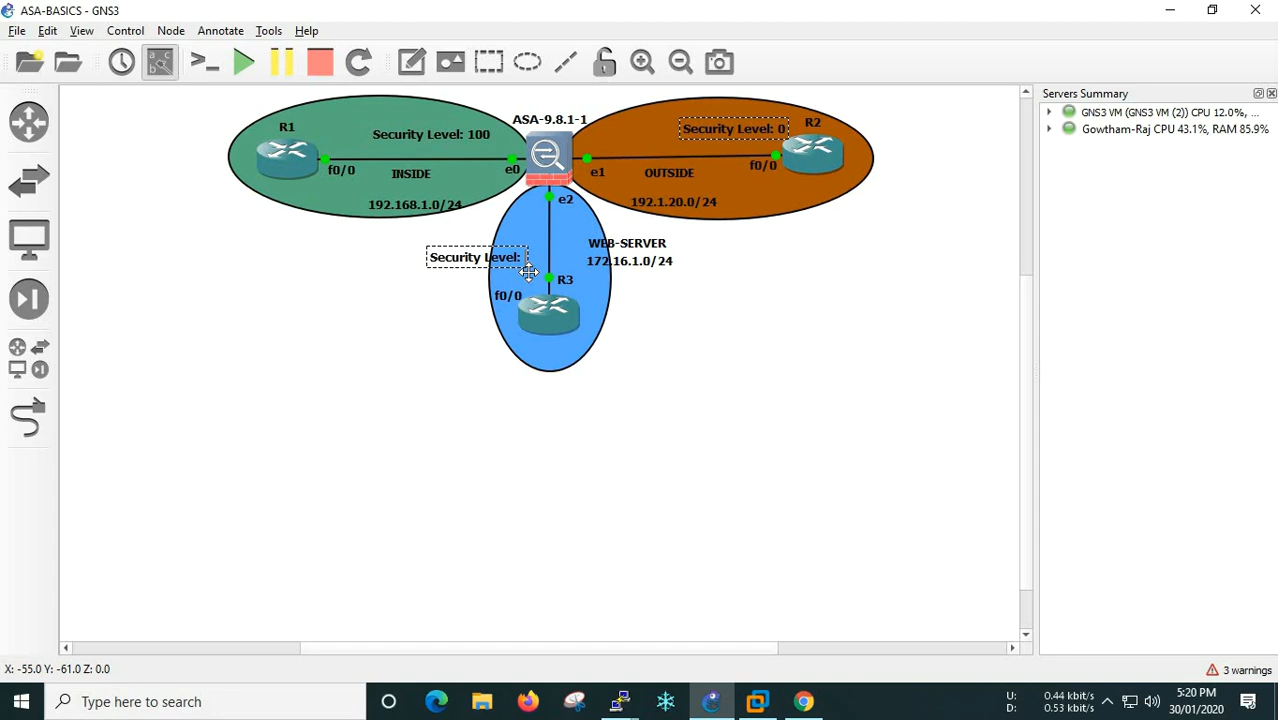 ASA-BASICS - GNS3
File Edit View Control Node Annotate Tools Help
Servers Summary
GNS3 VM (GNS3 VM (2)) CPU 12.0%, ...
Gowtham-Raj CPU 43.1%, RAM 85.9%
ASA-9.8.1-1
R1
Security Level: 100
Security Level: 0
R2
f0/0
INSIDE
e0
e1
OUTSIDE
f0/0
192.168.1.0/24
e2
192.1.20.0/24
WEB-SERVER
Security Level:
172.16.1.0/24
R3
f0/0
X: -55.0 Y: -61.0 Z: 0.0
3 warnings
Type here to search
U: 0.44 kbit/s
D: 0.53 kbit/s
5:20 PM
30/01/2020